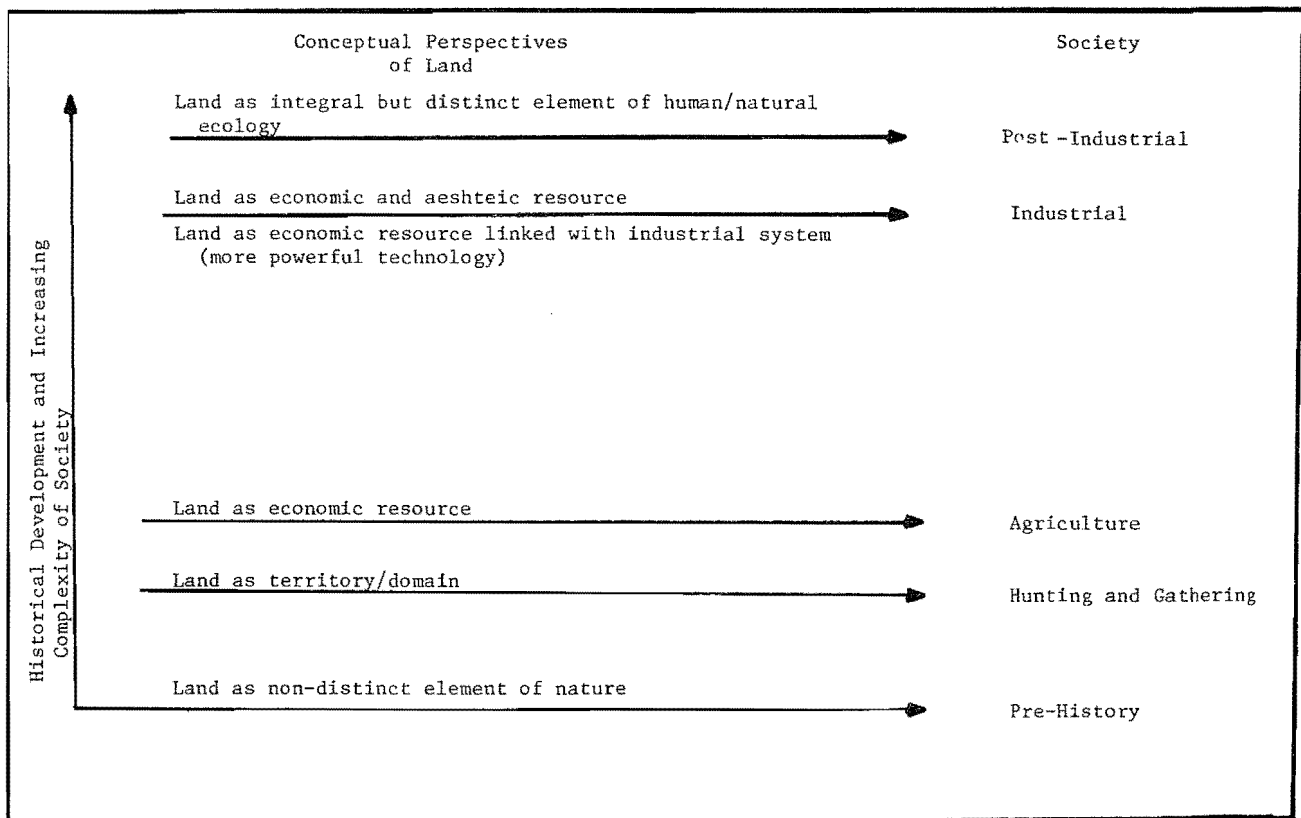 Conceptual Perspectives
of Land
Society
Land as integral but distinct element of human/natural
ecology
Post-Industrial
Land as economic and aeshteic resource
Industrial
Land as economic resource linked with industrial system
(more powerful technology)
Historical Development and Increasing
Complexity of Society
Land as economic resource
Agriculture
Land as territory/domain
Hunting and Gathering
Land as non-distinct element of nature
Pre-History